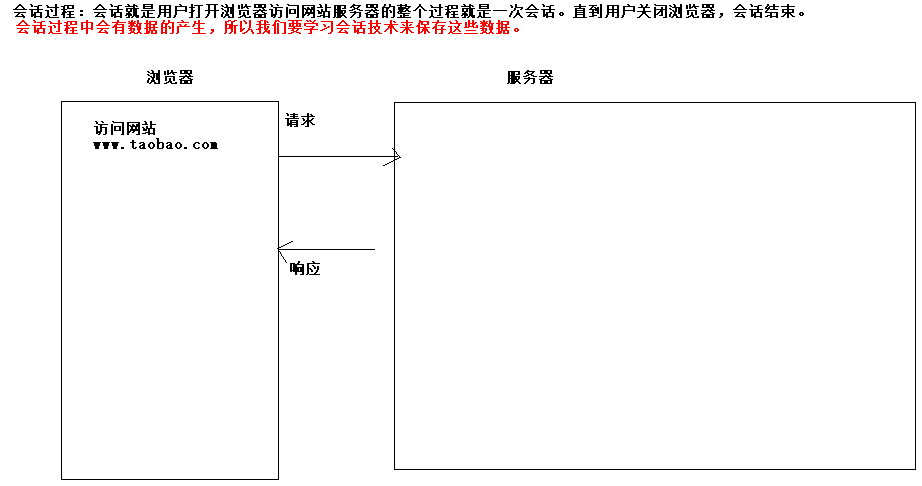 会话过程：会话就是用户打开浏览器访问网站服务器的整个过程就是一次会话。直到用户关闭浏览器，会话结束。
会话过程中会有数据的产生，所以我们要学习会话技术来保存这些数据。
浏览器
服务器
请求
访问网站
www.taobao.com
响应